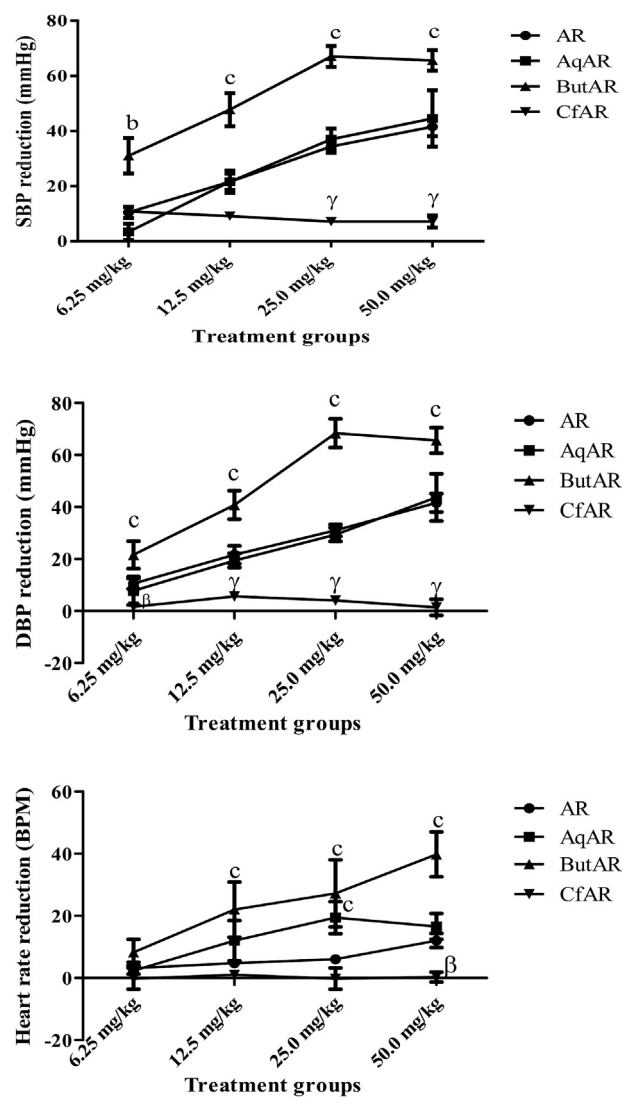 80
60
40
20
0
SBP reduction (mmHg)
b
c
c
c
γ
γ
AR
AqAR
ButAR
CfAR
6.25 mg/kg
12.5 mg/kg
25.0 mg/kg
50.0 mg/kg
Treatment groups
80
60
40
20
0
-20
DBP reduction (mmHg)
c
c
c
c
β
γ
γ
γ
AR
AqAR
ButAR
CfAR
6.25 mg/kg
12.5 mg/kg
25.0 mg/kg
50.0 mg/kg
Treatment groups
60
40
20
0
-20
Heart rate reduction (BPM)
c
c
c
c
β
AR
AqAR
ButAR
CfAR
6.25 mg/kg
12.5 mg/kg
25.0 mg/kg
50.0 mg/kg
Treatment groups